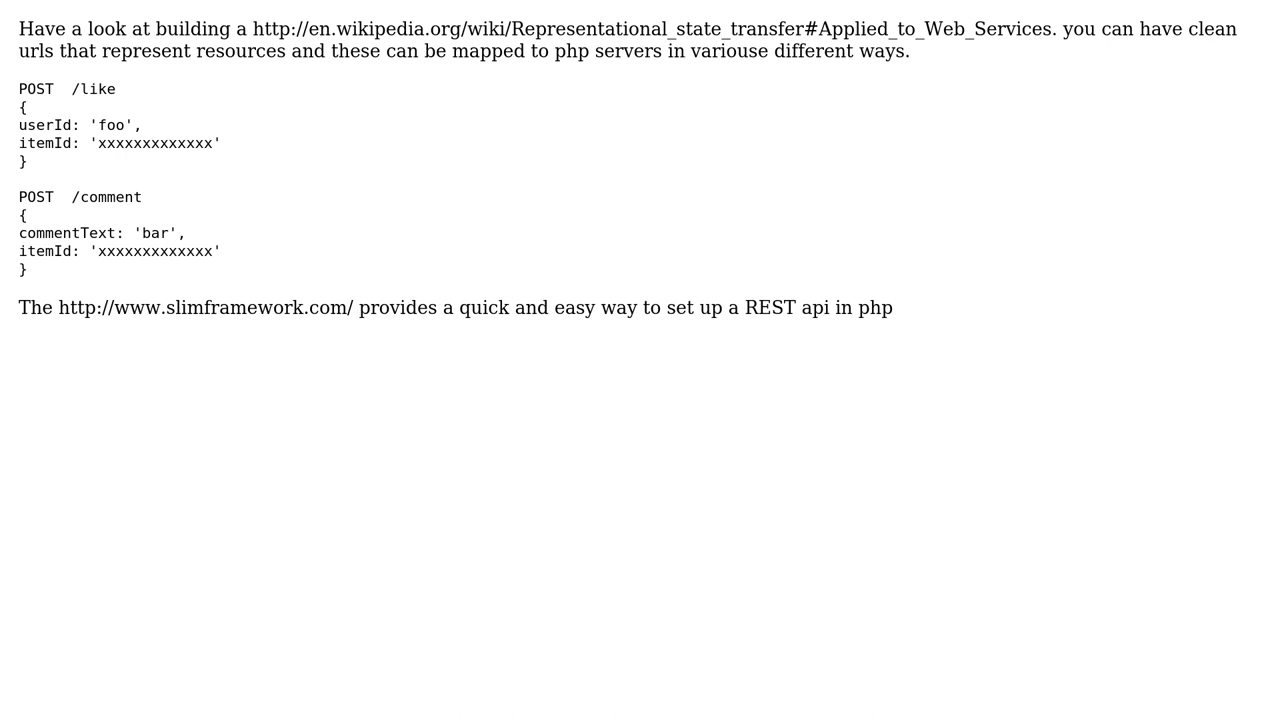 Have a look at building a http://en.wikipedia.org/wiki/Representational_state_transfer#Applied_to_Web_Services. you can have clean
urls that represent resources and these can be mapped to php servers in variouse different ways.
POST  /like
{
userId: 'foo',
itemId: 'xxxxxxxxxxxxx'
}
POST  /comment
{
commentText: 'bar',
itemId: 'xxxxxxxxxxxxx'
}
The http://www.slimframework.com/ provides a quick and easy way to set up a REST api in php